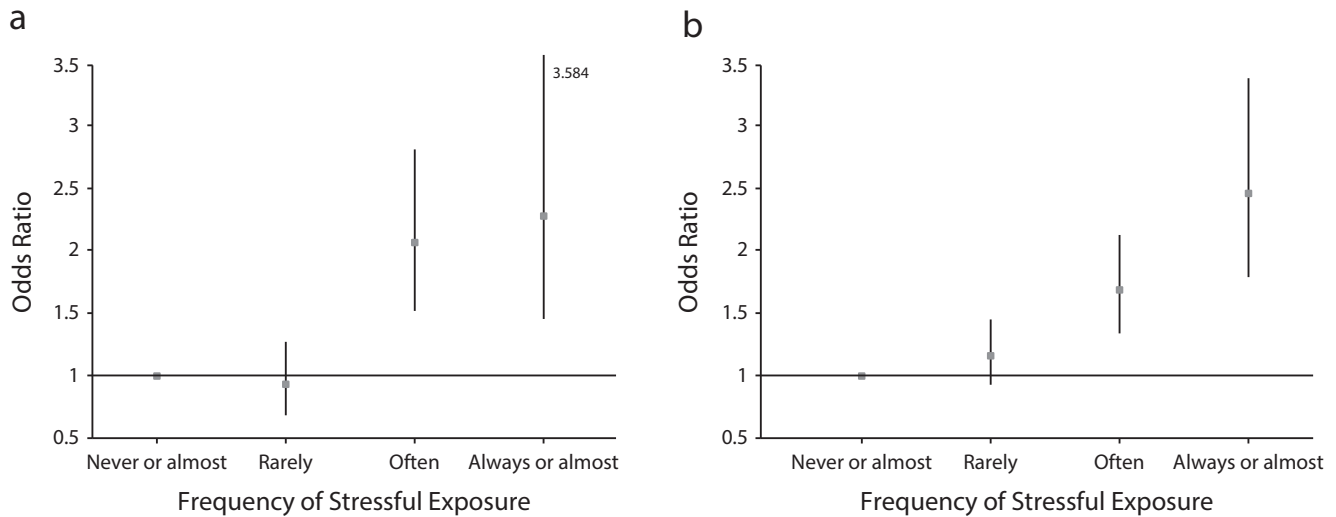 a
3.5
3
2.5
2
1.5
1
0.5
Odds Ratio
3.584
Never or almost
Rarely
Often
Always or almost
Frequency of Stressful Exposure
b
3.5
3
2.5
2
1.5
1
0.5
Odds Ratio
Never or almost
Rarely
Often
Always or almost
Frequency of Stressful Exposure